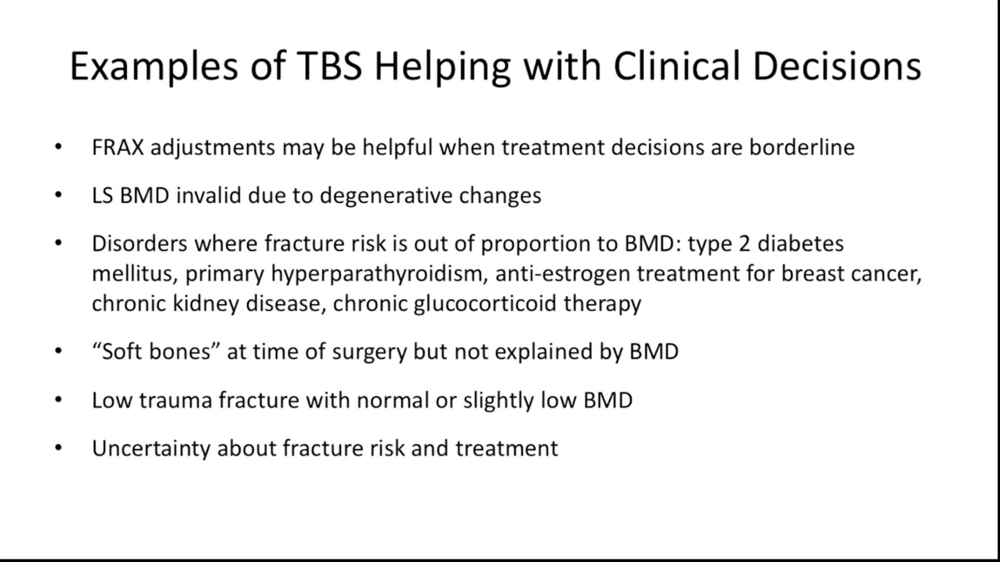 Examples of TBS Helping with Clinical Decisions
• FRAX adjustments may be helpful when treatment decisions are borderline
• LS BMD invalid due to degenerative changes
• Disorders where fracture risk is out of proportion to BMD: type 2 diabetes
mellitus, primary hyperparathyroidism, anti-estrogen treatment for breast cancer,
chronic kidney disease, chronic glucocorticoid therapy
• “Soft bones” at time of surgery but not explained by BMD
• Low trauma fracture with normal or slightly low BMD
• Uncertainty about fracture risk and treatment